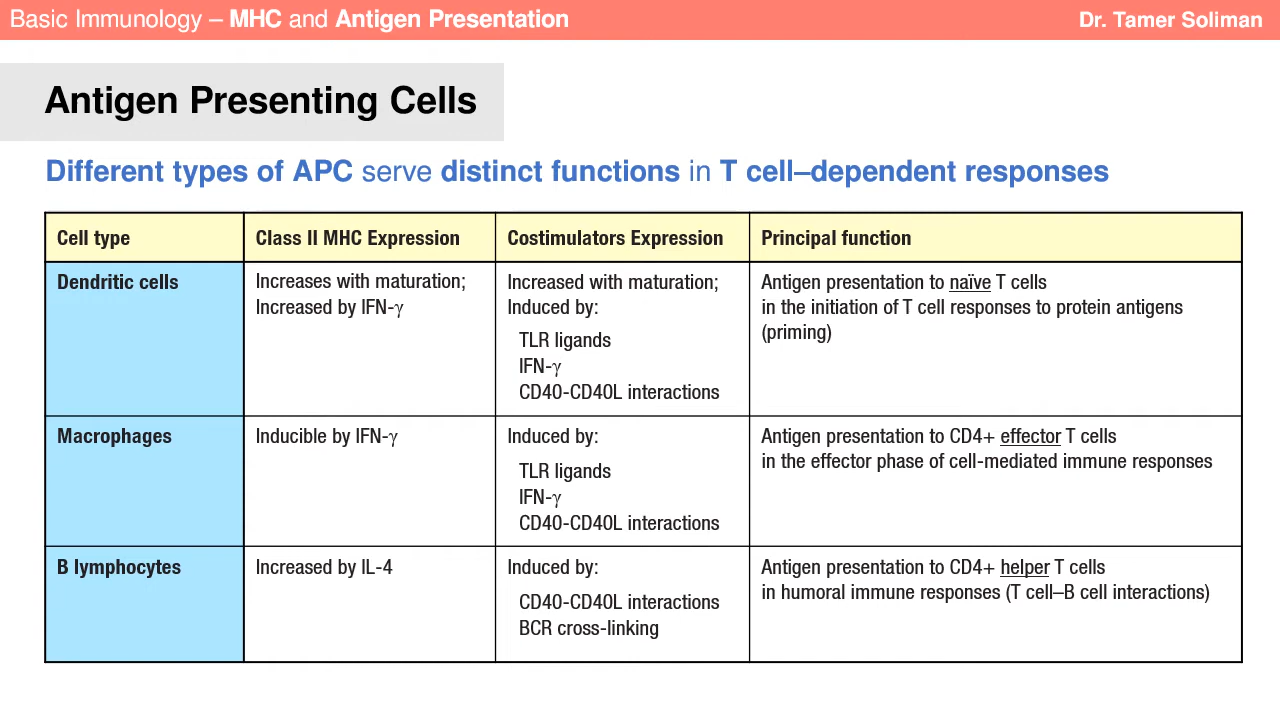 Basic Immunology – MHC and Antigen Presentation
Dr. Tamer Soliman
Antigen Presenting Cells
Different types of APC serve distinct functions in T cell–dependent responses
Cell type
Class II MHC Expression
Costimulators Expression
Principal function
Dendritic cells
Increases with maturation;
Increased by IFN-γ
Increased with maturation;
Induced by:
TLR ligands
IFN-γ
CD40-CD40L interactions
Antigen presentation to naïve T cells
in the initiation of T cell responses to protein antigens
(priming)
Macrophages
Inducible by IFN-γ
Induced by:
TLR ligands
IFN-γ
CD40-CD40L interactions
Antigen presentation to CD4+ effector T cells
in the effector phase of cell-mediated immune responses
B lymphocytes
Increased by IL-4
Induced by:
CD40-CD40L interactions
BCR cross-linking
Antigen presentation to CD4+ helper T cells
in humoral immune responses (T cell–B cell interactions)